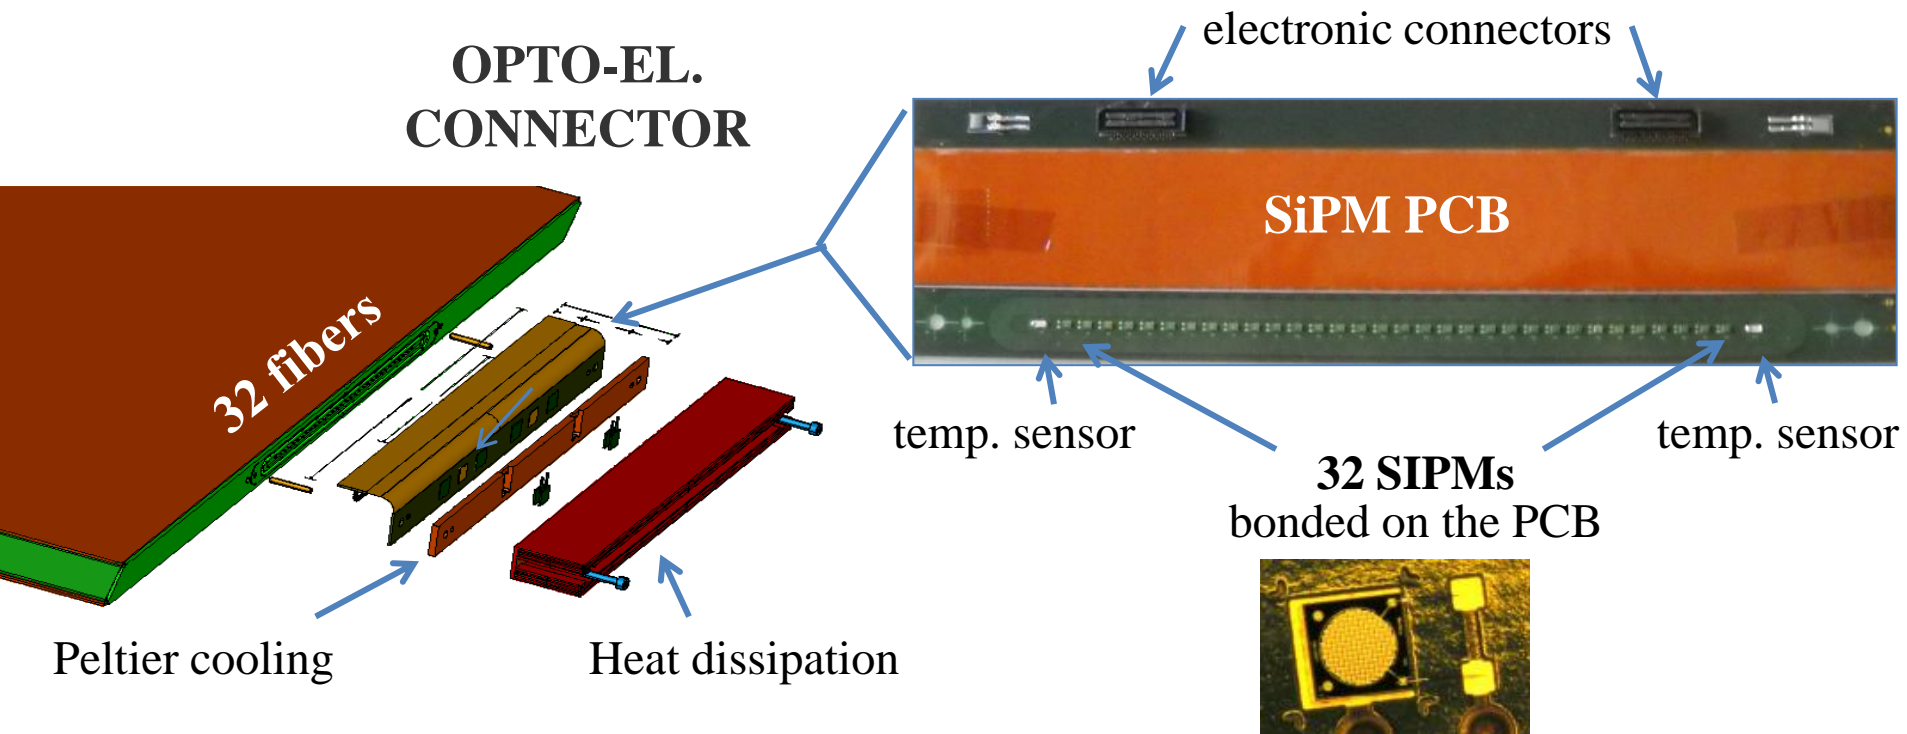 electronic connectors
OPTO-EL.
CONNECTOR
SiPM PCB
32 fibers
temp. sensor
temp. sensor
32 SIPMs
bonded on the PCB
Peltier cooling
Heat dissipation